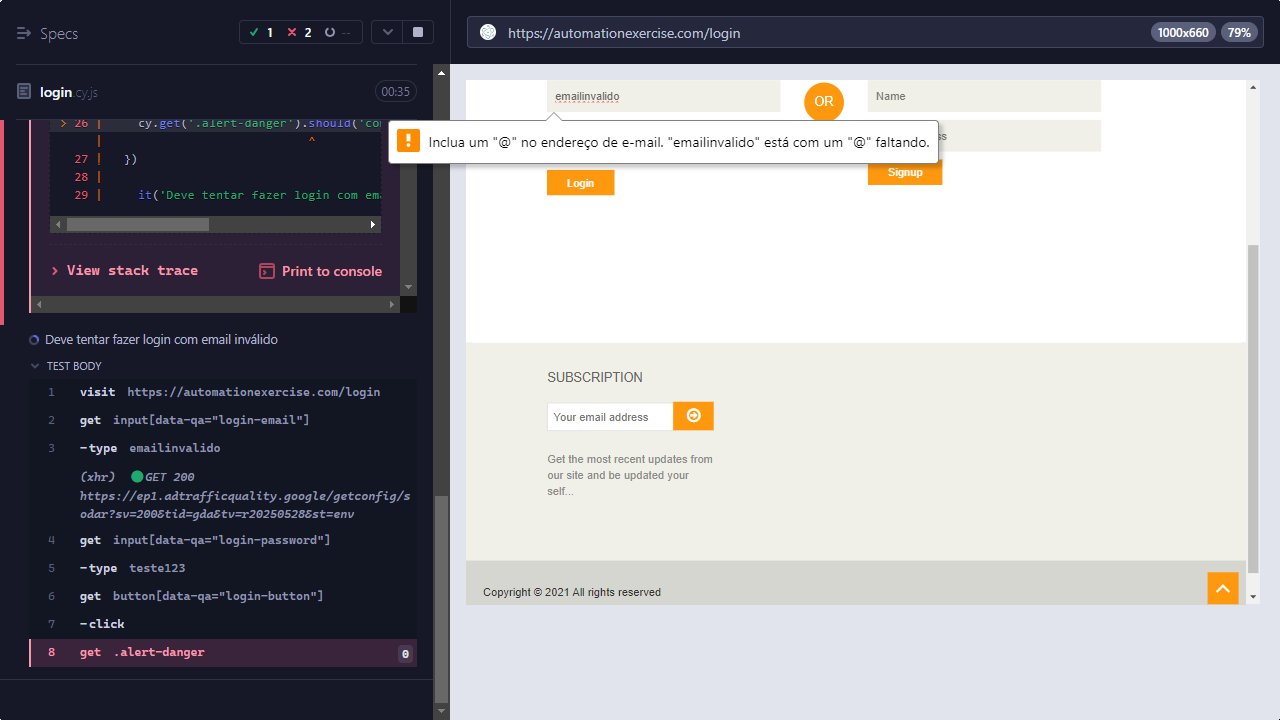 Specs
1
2
--
login cy.js
00:35
> 26 | cy.get('.alert-danger').should('co
| ^
27 | })
28 |
29 | it('Deve tentar fazer login com ema
> View stack trace
Print to console
Deve tentar fazer login com email inválido
TEST BODY
1 visit https://automationexercise.com/login
2 get input[data-qa="login-email"]
3 -type emailinvalido
(xhr) GET 200
https://ep1.adtrafficquality.google/getconfig/s
odar?sv=200&tid=gda&tv=r20250528&st=env
4 get input[data-qa="login-password"]
5 -type teste123
6 get button[data-qa="login-button"]
7 -click
8 get .alert-danger 0
https://automationexercise.com/login
1000x660
79%
emailinvalido
OR
Name
Inclua um "@" no endereço de e-mail. "emailinvalido" está com um "@" faltando.
Login
Signup
SUBSCRIPTION
Your email address
Get the most recent updates from
our site and be updated your
self...
Copyright © 2021 All rights reserved